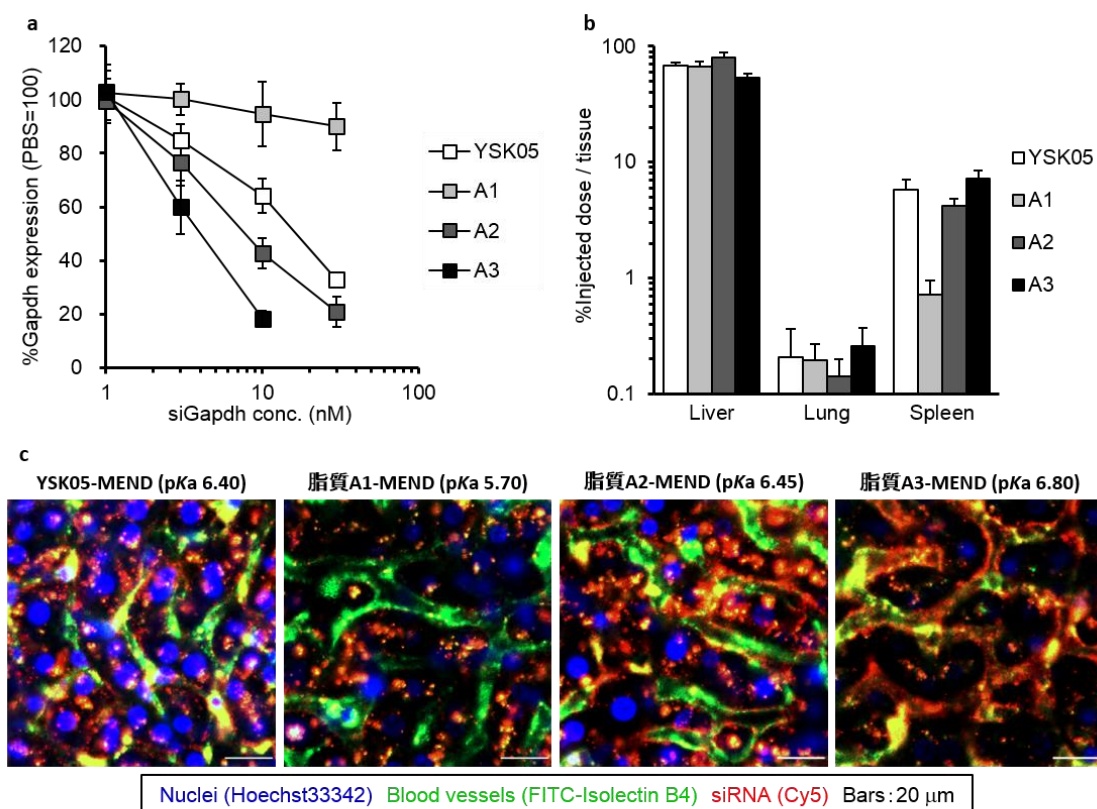 a
%Gapdh expression (PBS=100)
120
100
80
60
40
20
0
1
10
100
siGapdh conc. (nM)
YSK05
A1
A2
A3
b
%Injected dose / tissue
100
10
1
0.1
Liver
Lung
Spleen
YSK05
A1
A2
A3
c
YSK05-MEND (pKa 6.40)
脂質A1-MEND (pKa 5.70)
脂質A2-MEND (pKa 6.45)
脂質A3-MEND (pKa 6.80)
Nuclei (Hoechst33342) Blood vessels (FITC-Isolectin B4) siRNA (Cy5) Bars : 20 μm